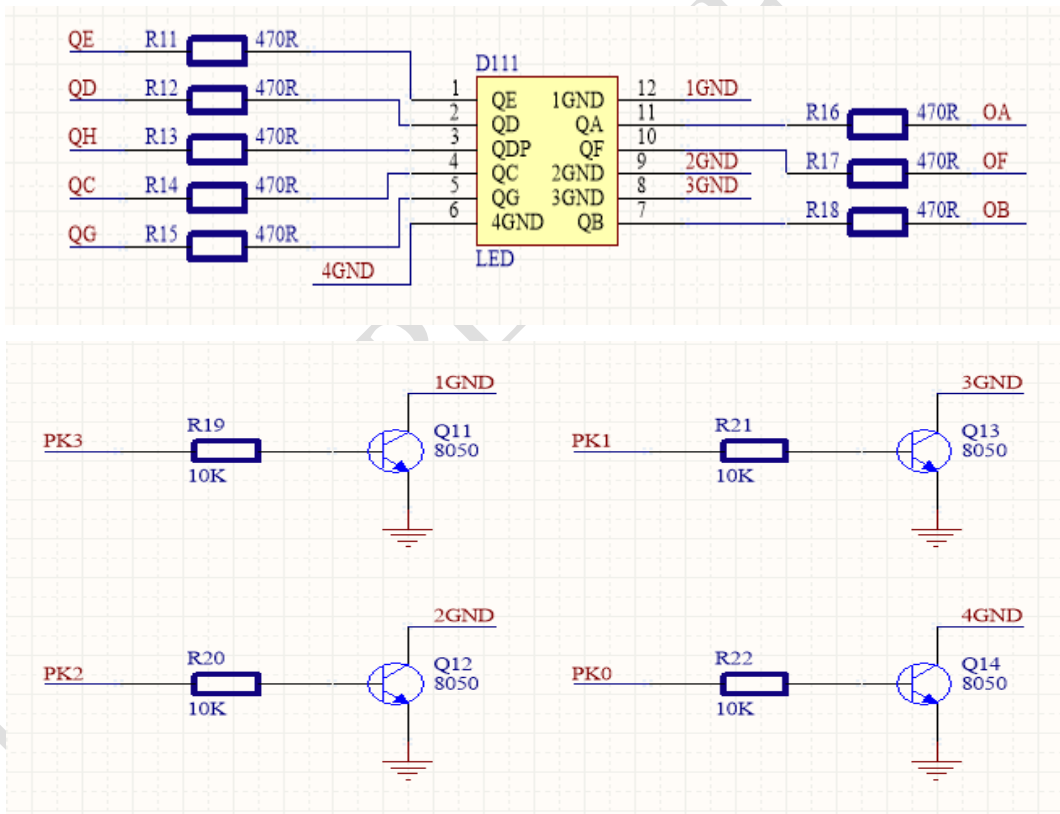 QE R11 470R
D111
QD R12 470R
1 QE 1GND 12 1GND
2 QD QA 11 R16 470R OA
QH R13 470R
3 QDP QF 10
4 QC 2GND 9 2GND R17 470R OF
QC R14 470R
5 QG 3GND 8 3GND
6 4GND QB 7 R18 470R OB
QG R15 470R
LED
4GND
1GND 3GND
PK3 R19 10K Q11 8050
PK1 R21 10K Q13 8050
2GND 4GND
PK2 R20 10K Q12 8050
PK0 R22 10K Q14 8050